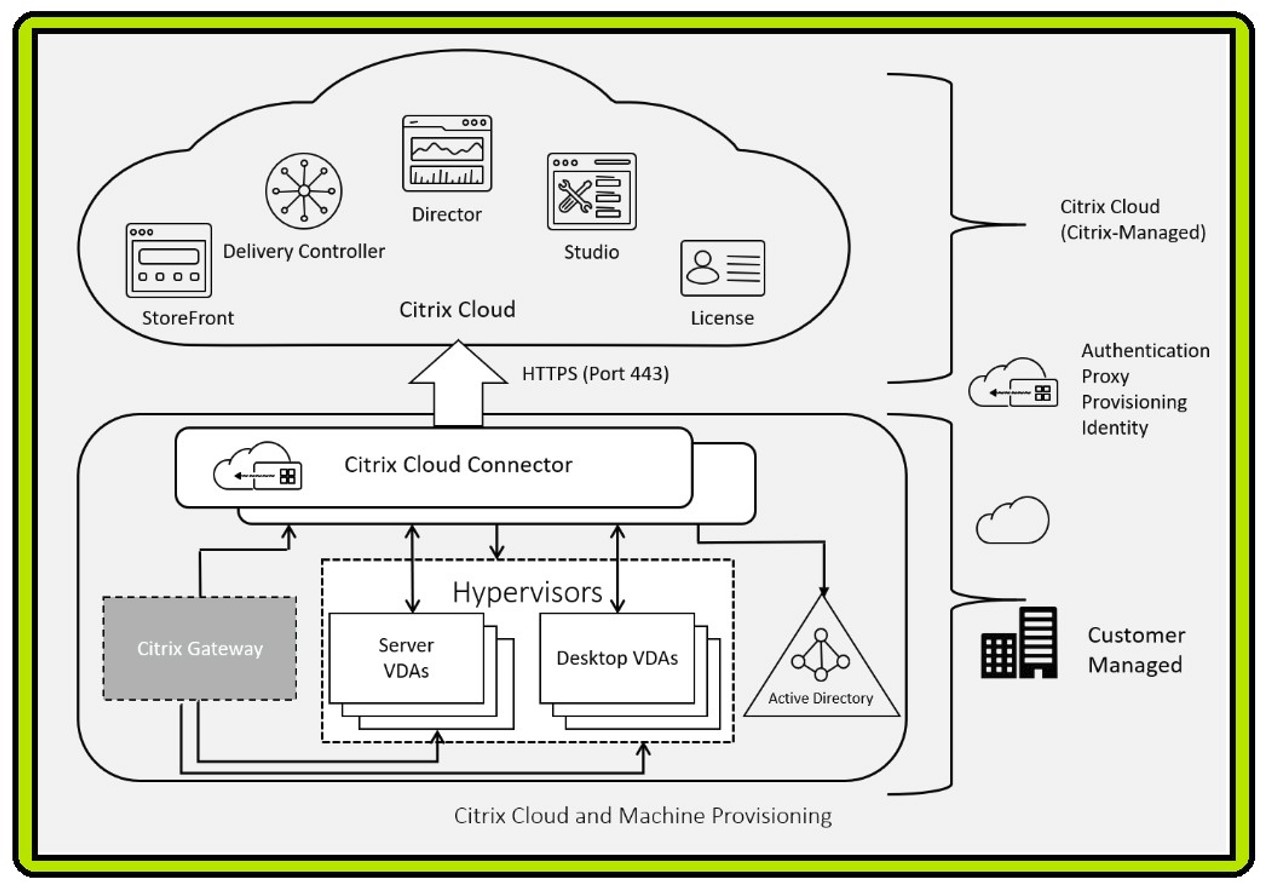 Director
Delivery Controller
Studio
StoreFront
License
Citrix Cloud
Citrix Cloud
(Citrix-Managed)
HTTPS (Port 443)
Authentication
Proxy
Provisioning
Identity
Citrix Cloud Connector
Hypervisors
Citrix Gateway
Server
VDAs
Desktop VDAs
Active Directory
Customer
Managed
Citrix Cloud and Machine Provisioning